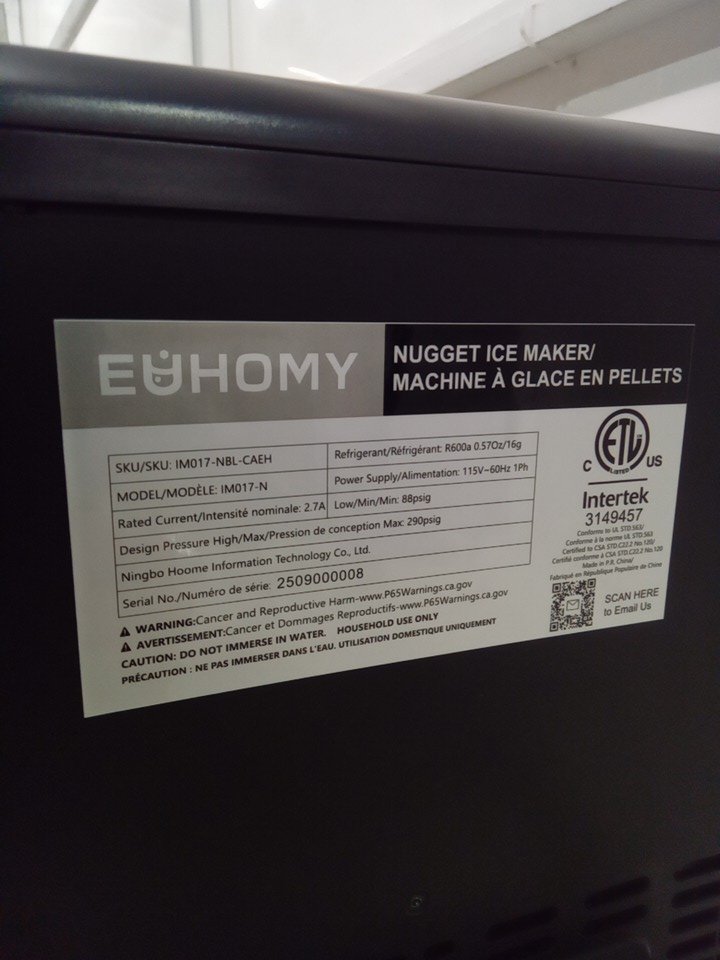 EUHOMY
NUGGET ICE MAKER/
MACHINE À GLACE EN PELLETS
SKU/SKU: IM017-NBL-CAEH
Refrigerant/Réfrigérant: R600a 0.57Oz/16g
MODEL/MODÈLE: IM017-N
Power Supply/Alimentation: 115V~60Hz 1Ph
Rated Current/Intensité nominale: 2.7A
Low/Min/Min: 88psig
Design Pressure High/Max/Pression de conception Max: 290psig
Ningbo Hoome Information Technology Co., Ltd.
Serial No./Numéro de série: 2509000008
WARNING:Cancer and Reproductive Harm-www.P65Warnings.ca.gov
AVERTISSEMENT:Cancer et Dommages Reproductifs-www.P65Warnings.ca.gov
CAUTION: DO NOT IMMERSE IN WATER. HOUSEHOLD USE ONLY
PRÉCAUTION : NE PAS IMMERSER DANS L'EAU. UTILISATION DOMESTIQUE UNIQUEMENT
ETL
LISTED
C US
Intertek
3149457
Conforms to UL STD.563/
Conforme à la norme UL STD.563
Certified to CSA STD.C22.2 No.120/
Certifié conforme à CSA STD.C22.2 No.120
Made in P.R. China/
Fabriqué en République Populaire de Chine
SCAN HERE
to Email Us